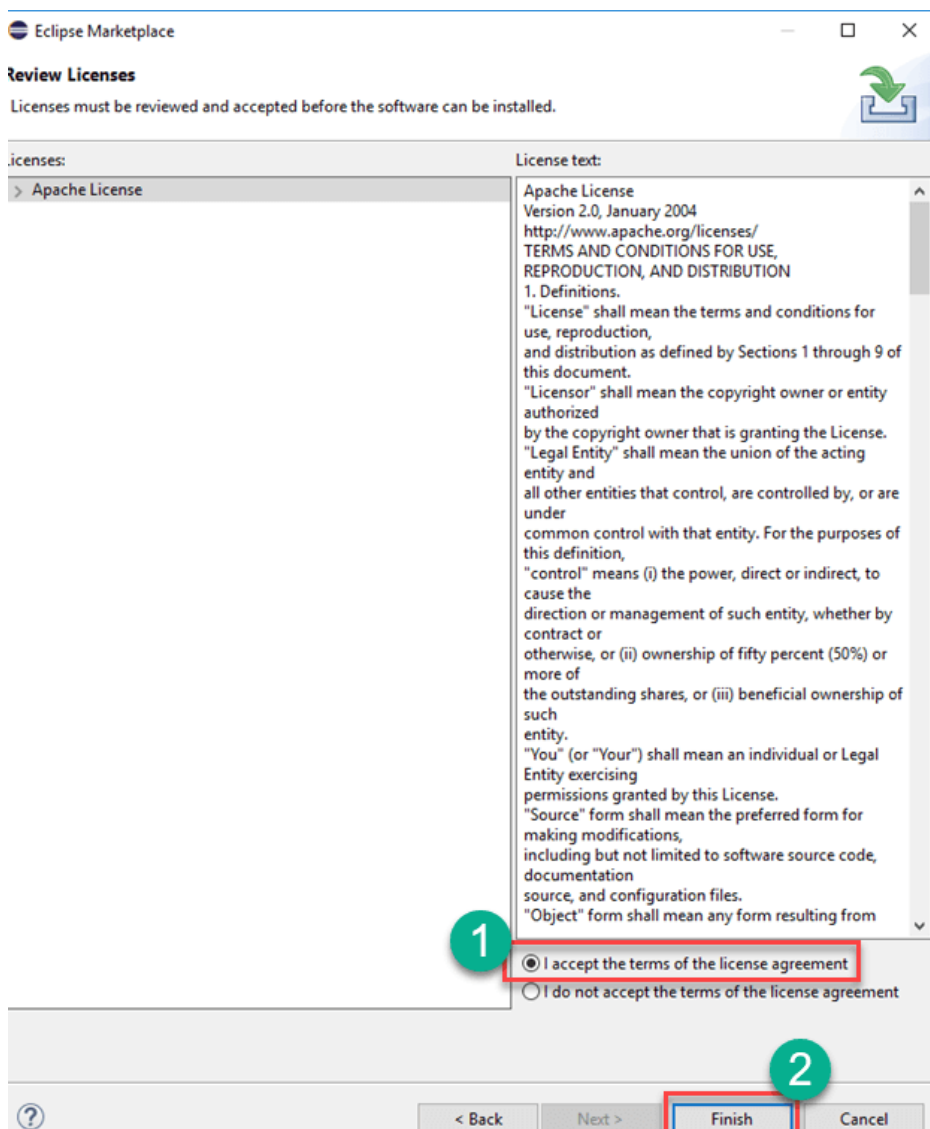 Eclipse Marketplace
Review Licenses
Licenses must be reviewed and accepted before the software can be installed.
Licenses:
Apache License
License text:
Apache License
Version 2.0, January 2004
http://www.apache.org/licenses/
TERMS AND CONDITIONS FOR USE,
REPRODUCTION, AND DISTRIBUTION
1. Definitions.
"License" shall mean the terms and conditions for
use, reproduction,
and distribution as defined by Sections 1 through 9 of
this document.
"Licensor" shall mean the copyright owner or entity
authorized
by the copyright owner that is granting the License.
"Legal Entity" shall mean the union of the acting
entity and
all other entities that control, are controlled by, or are
under
common control with that entity. For the purposes of
this definition,
"control" means (i) the power, direct or indirect, to
cause the
direction or management of such entity, whether by
contract or
otherwise, or (ii) ownership of fifty percent (50%) or
more of
the outstanding shares, or (iii) beneficial ownership of
such
entity.
"You" (or "Your") shall mean an individual or Legal
Entity exercising
permissions granted by this License.
"Source" form shall mean the preferred form for
making modifications,
including but not limited to software source code,
documentation
source, and configuration files.
"Object" form shall mean any form resulting from
1
I accept the terms of the license agreement
I do not accept the terms of the license agreement
2
? < Back Next > Finish Cancel